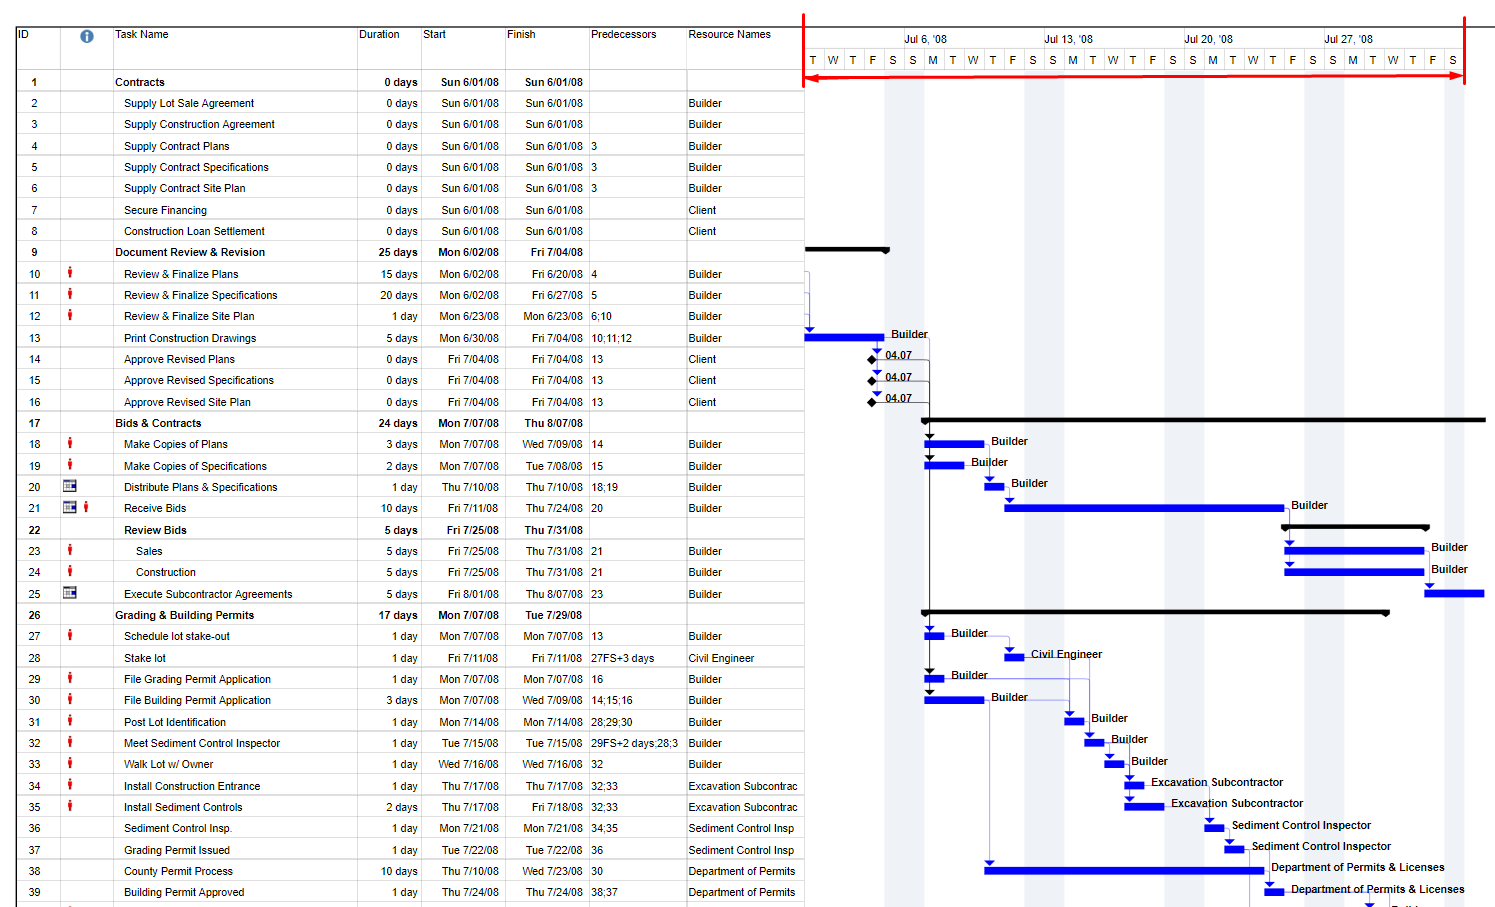 ID Task Name Duration Start Finish Predecessors Resource Names Jul 6, '08 Jul 13, '08 Jul 20, '08 Jul 27, '08
T W T F S S M T W T F S S M T W T F S S M T W T F S S M T W T F S
1 Contracts 0 days Sun 6/01/08 Sun 6/01/08
2 Supply Lot Sale Agreement 0 days Sun 6/01/08 Sun 6/01/08 Builder
3 Supply Construction Agreement 0 days Sun 6/01/08 Sun 6/01/08 Builder
4 Supply Contract Plans 0 days Sun 6/01/08 Sun 6/01/08 3 Builder
5 Supply Contract Specifications 0 days Sun 6/01/08 Sun 6/01/08 3 Builder
6 Supply Contract Site Plan 0 days Sun 6/01/08 Sun 6/01/08 3 Builder
7 Secure Financing 0 days Sun 6/01/08 Sun 6/01/08 Client
8 Construction Loan Settlement 0 days Sun 6/01/08 Sun 6/01/08 Client
9 Document Review & Revision 25 days Mon 6/02/08 Fri 7/04/08
10 Review & Finalize Plans 15 days Mon 6/02/08 Fri 6/20/08 4 Builder
11 Review & Finalize Specifications 20 days Mon 6/02/08 Fri 6/27/08 5 Builder
12 Review & Finalize Site Plan 1 day Mon 6/23/08 Mon 6/23/08 6;10 Builder
13 Print Construction Drawings 5 days Mon 6/30/08 Fri 7/04/08 10;11;12 Builder Builder
14 Approve Revised Plans 0 days Fri 7/04/08 Fri 7/04/08 13 Client 04.07
15 Approve Revised Specifications 0 days Fri 7/04/08 Fri 7/04/08 13 Client 04.07
16 Approve Revised Site Plan 0 days Fri 7/04/08 Fri 7/04/08 13 Client 04.07
17 Bids & Contracts 24 days Mon 7/07/08 Thu 8/07/08
18 Make Copies of Plans 3 days Mon 7/07/08 Wed 7/09/08 14 Builder Builder
19 Make Copies of Specifications 2 days Mon 7/07/08 Tue 7/08/08 15 Builder Builder
20 Distribute Plans & Specifications 1 day Thu 7/10/08 Thu 7/10/08 18;19 Builder Builder
21 Receive Bids 10 days Fri 7/11/08 Thu 7/24/08 20 Builder Builder
22 Review Bids 5 days Fri 7/25/08 Thu 7/31/08
23 Sales 5 days Fri 7/25/08 Thu 7/31/08 21 Builder Builder
24 Construction 5 days Fri 7/25/08 Thu 7/31/08 21 Builder Builder
25 Execute Subcontractor Agreements 5 days Fri 8/01/08 Thu 8/07/08 23 Builder
26 Grading & Building Permits 17 days Mon 7/07/08 Tue 7/29/08
27 Schedule lot stake-out 1 day Mon 7/07/08 Mon 7/07/08 13 Builder Builder
28 Stake lot 1 day Fri 7/11/08 Fri 7/11/08 27FS+3 days Civil Engineer Civil Engineer
29 File Grading Permit Application 1 day Mon 7/07/08 Mon 7/07/08 16 Builder Builder
30 File Building Permit Application 3 days Mon 7/07/08 Wed 7/09/08 14;15;16 Builder Builder
31 Post Lot Identification 1 day Mon 7/14/08 Mon 7/14/08 28;29;30 Builder Builder
32 Meet Sediment Control Inspector 1 day Tue 7/15/08 Tue 7/15/08 29FS+2 days;28;3 Builder Builder
33 Walk Lot w/ Owner 1 day Wed 7/16/08 Wed 7/16/08 32 Builder Builder
34 Install Construction Entrance 1 day Thu 7/17/08 Thu 7/17/08 32;33 Excavation Subcontrac Excavation Subcontractor
35 Install Sediment Controls 2 days Thu 7/17/08 Fri 7/18/08 32;33 Excavation Subcontrac Excavation Subcontractor
36 Sediment Control Insp. 1 day Mon 7/21/08 Mon 7/21/08 34;35 Sediment Control Insp Sediment Control Inspector
37 Grading Permit Issued 1 day Tue 7/22/08 Tue 7/22/08 36 Sediment Control Insp Sediment Control Inspector
38 County Permit Process 10 days Thu 7/10/08 Wed 7/23/08 30 Department of Permits Department of Permits & Licenses
39 Building Permit Approved 1 day Thu 7/24/08 Thu 7/24/08 38;37 Department of Permits Department of Permits & Licenses